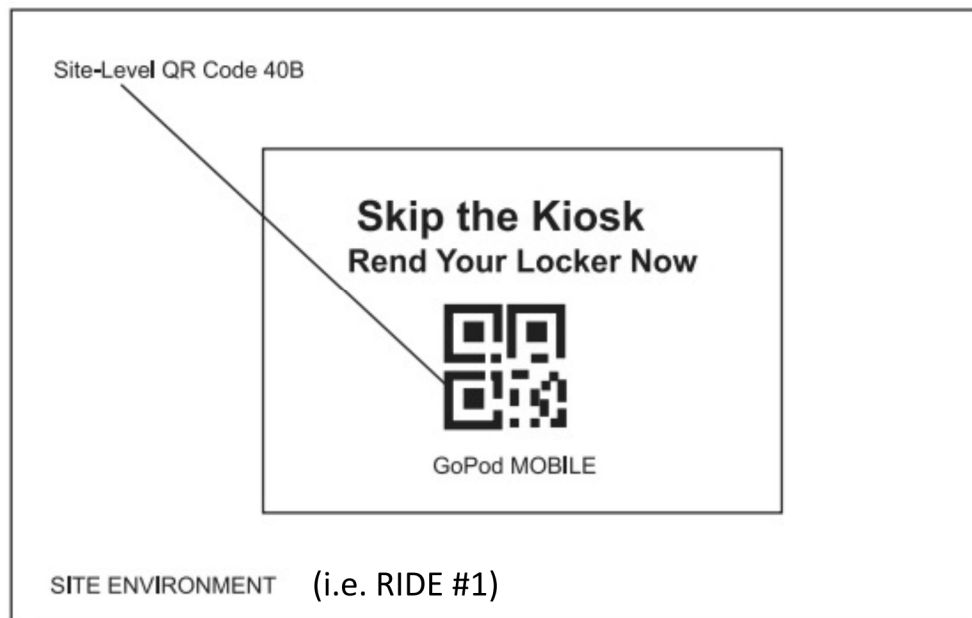 Site-Level QR Code 40B
Skip the Kiosk
Rend Your Locker Now
GoPod MOBILE
SITE ENVIRONMENT (i.e. RIDE #1)